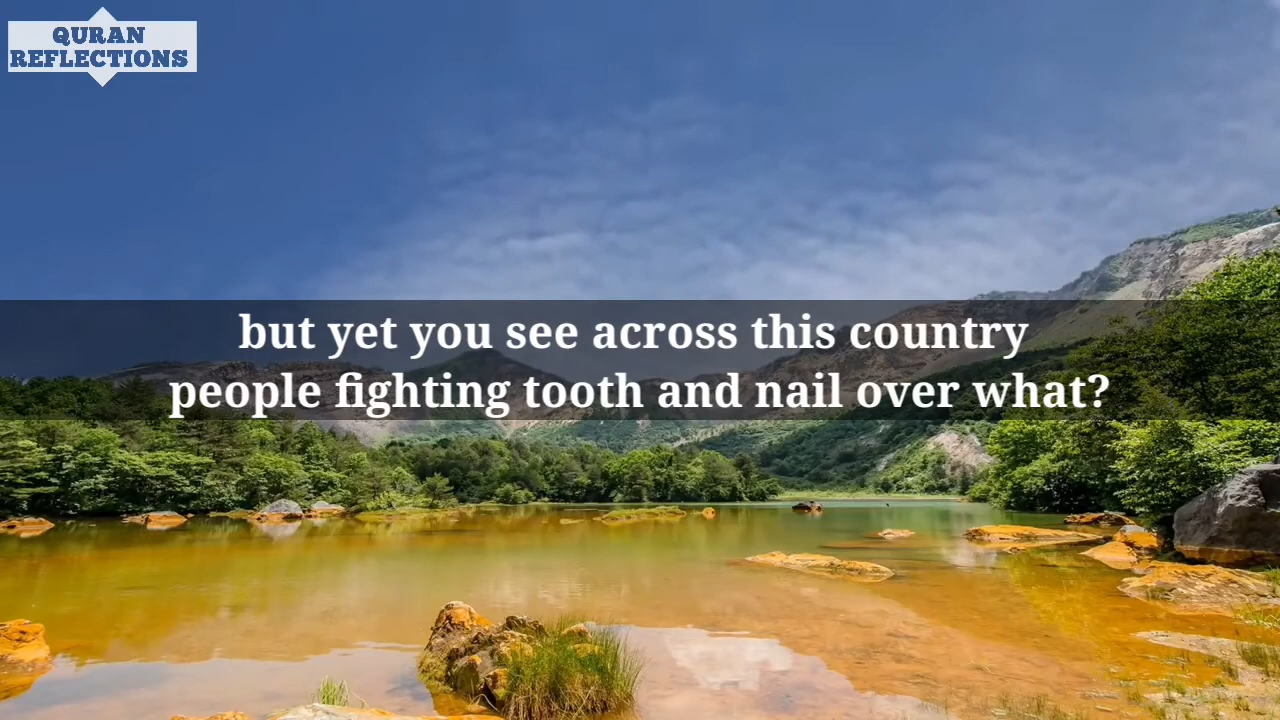 QURAN
REFLECTIONS
but yet you see across this country
people fighting tooth and nail over what?